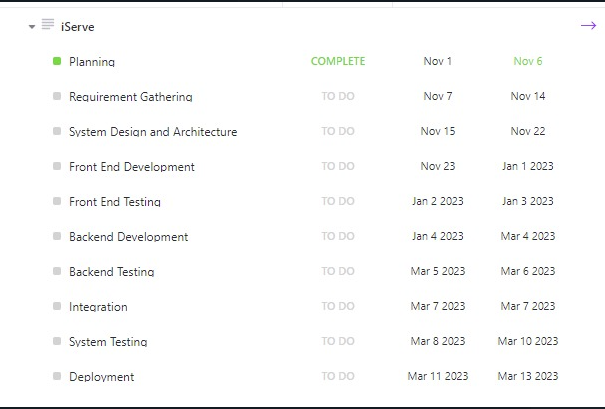 iServe
Planning COMPLETE Nov 1 Nov 6
Requirement Gathering TO DO Nov 7 Nov 14
System Design and Architecture TO DO Nov 15 Nov 22
Front End Development TO DO Nov 23 Jan 1 2023
Front End Testing TO DO Jan 2 2023 Jan 3 2023
Backend Development TO DO Jan 4 2023 Mar 4 2023
Backend Testing TO DO Mar 5 2023 Mar 6 2023
Integration TO DO Mar 7 2023 Mar 7 2023
System Testing TO DO Mar 8 2023 Mar 10 2023
Deployment TO DO Mar 11 2023 Mar 13 2023